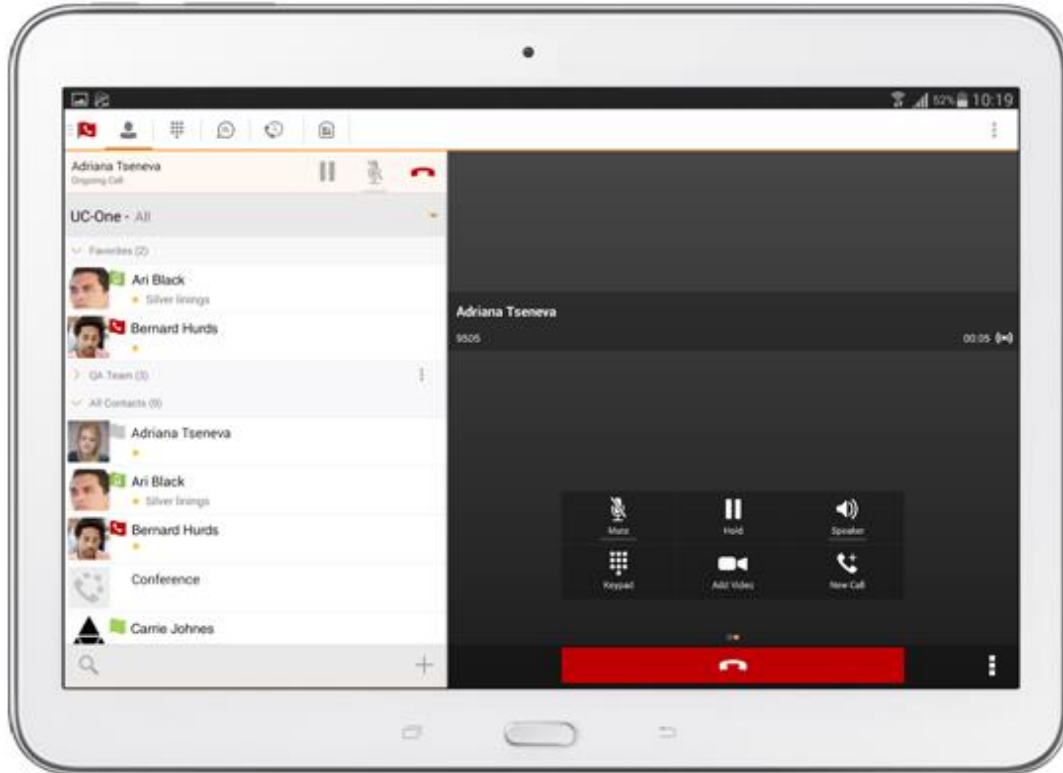 52% 10:19
Adriana Tseneva
Ongoing Call
UC-One - All
Favorites (2)
Ari Black
Silver linings
Bernard Hurds
QA Team (3)
All Contacts (9)
Adriana Tseneva
Ari Black
Silver linings
Bernard Hurds
Conference
Carrie Johnes
Adriana Tseneva
9505 00:05
Mute Hold Speaker
Keypad Add Video New Call